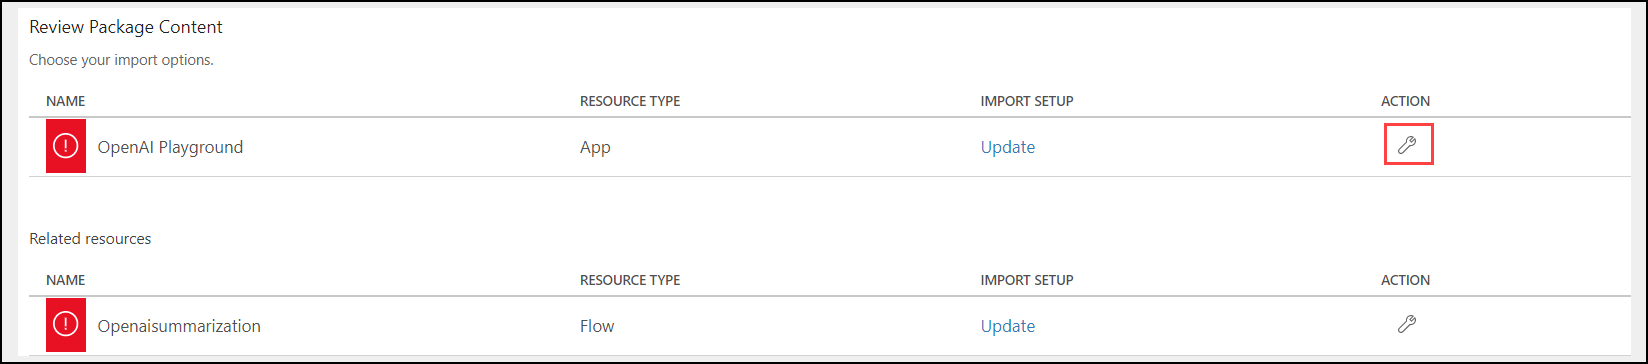 Review Package Content
Choose your import options.
NAME RESOURCE TYPE IMPORT SETUP ACTION
OpenAI Playground App Update
Related resources
NAME RESOURCE TYPE IMPORT SETUP ACTION
Openaisummarization Flow Update